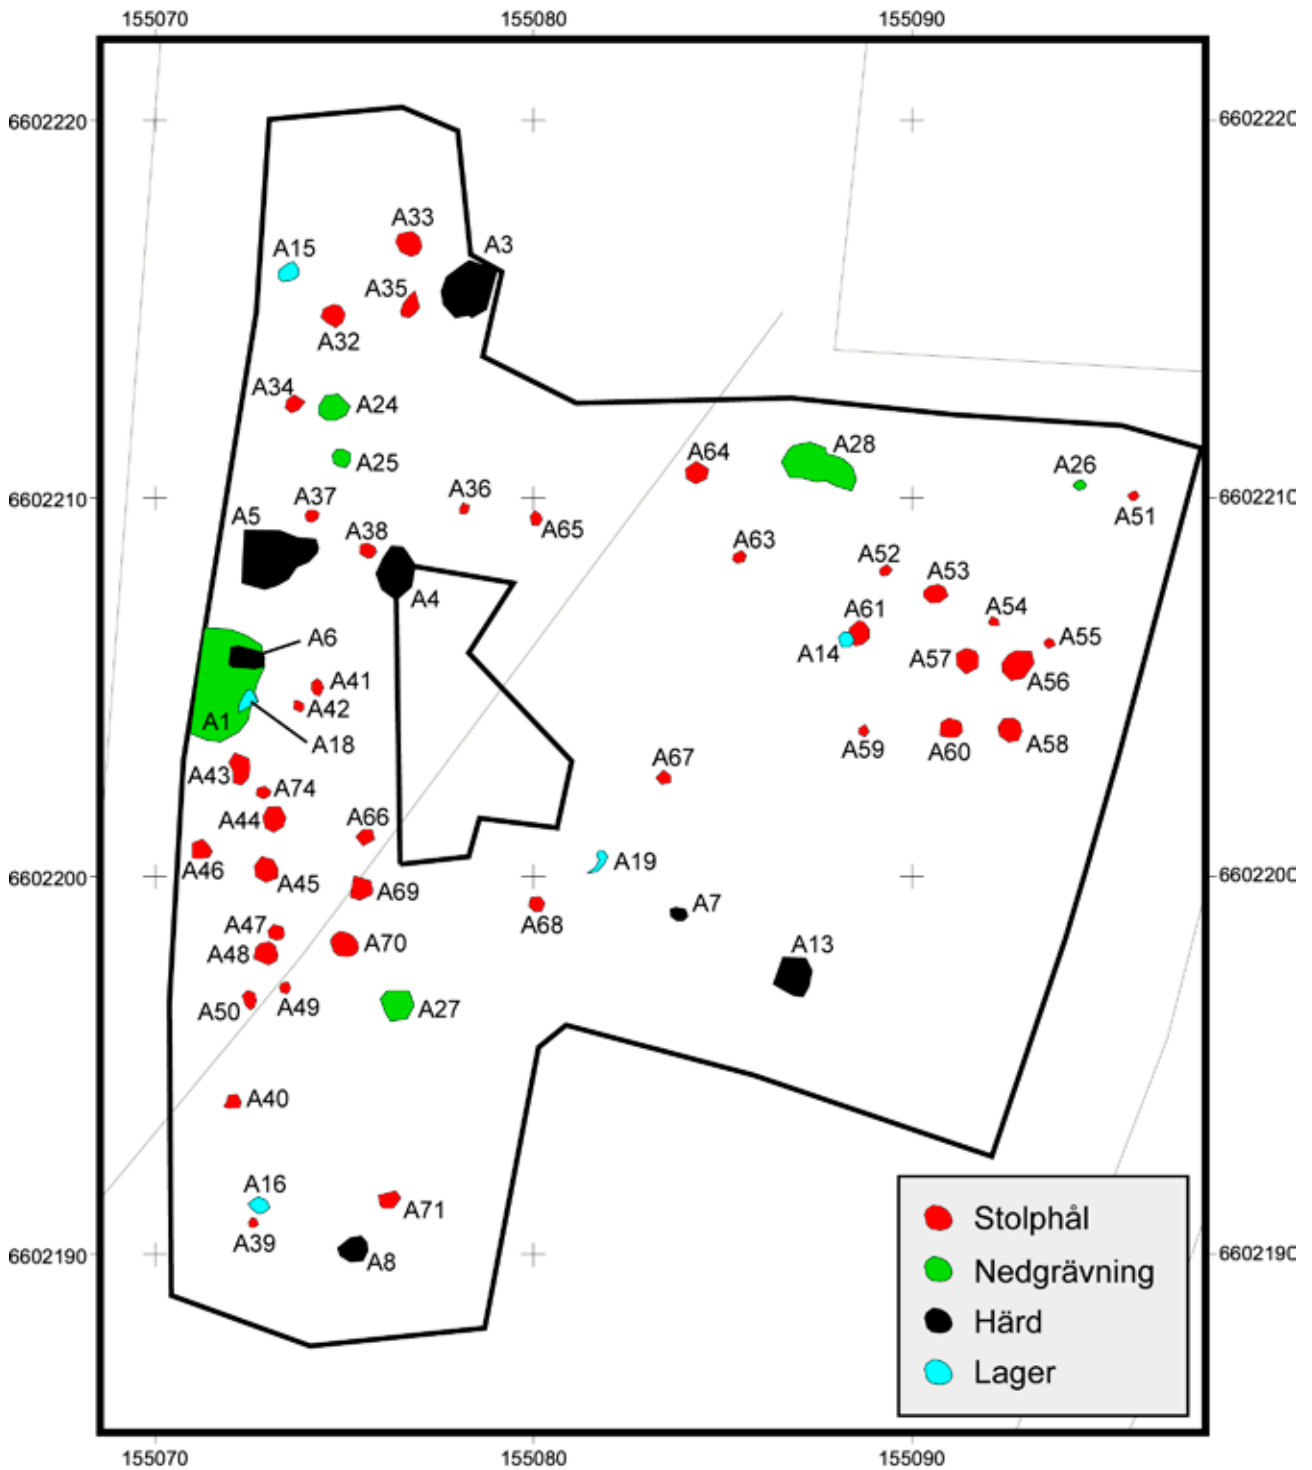 155070 155080 155090
6602220 6602220
A33
A15 A3
A35
A32
A34 A24
A28
A64
A25 A26
A36
6602210 A37 6602210
A5 A51
A38 A65
A63 A52
A53
A4
A61 A54
A6 A55
A14 A57
A41 A56
A42
A1
A18 A59 A60 A58
A67
A43
A74
A44 A66
A19
A46
6602200 A45 6602200
A69
A7
A47 A68
A48 A70 A13
A50 A49 A27
A40
A16
A71
A39
6602190 A8 6602190
Stolphål
Nedgrävning
Härd
Lager
155070 155080 155090